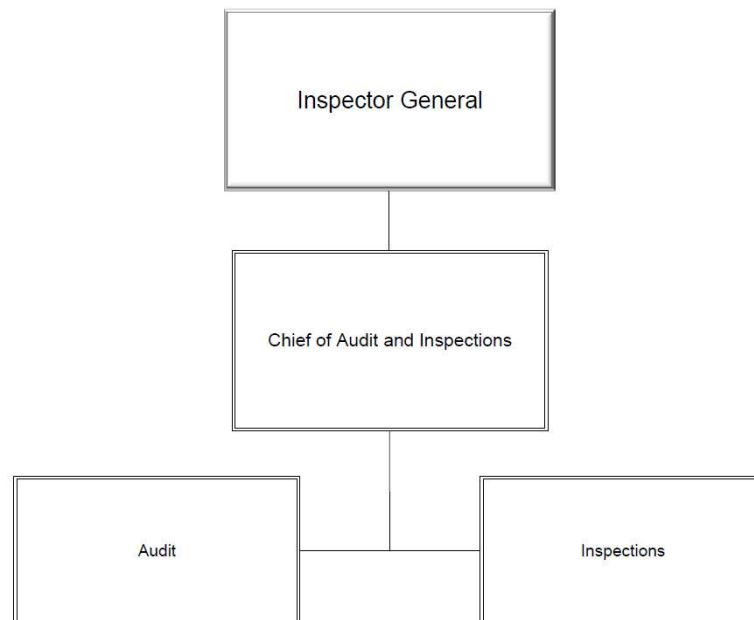 Inspector General
Chief of Audit and Inspections
Audit
Inspections